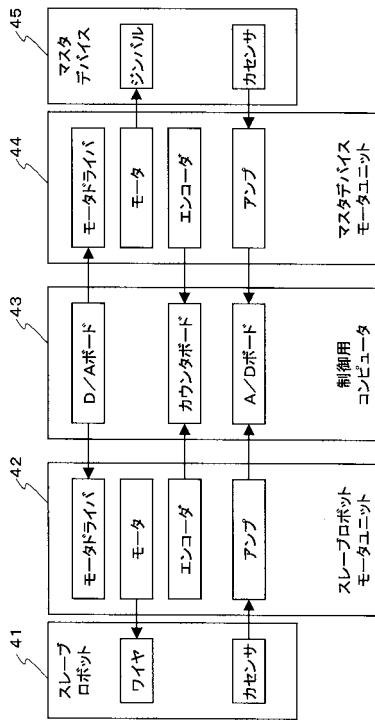 41
スレーブ
ロボット
ワイヤ
力センサ
42
モータドライバ
モータ
エンコーダ
アンプ
スレーブロボット
モータユニット
43
D/Aボード
カウンタボード
A/Dボード
制御用
コンピュータ
44
モータドライバ
モータ
エンコーダ
アンプ
マスタデバイス
モータユニット
45
マスタ
デバイス
ジンバル
力センサ